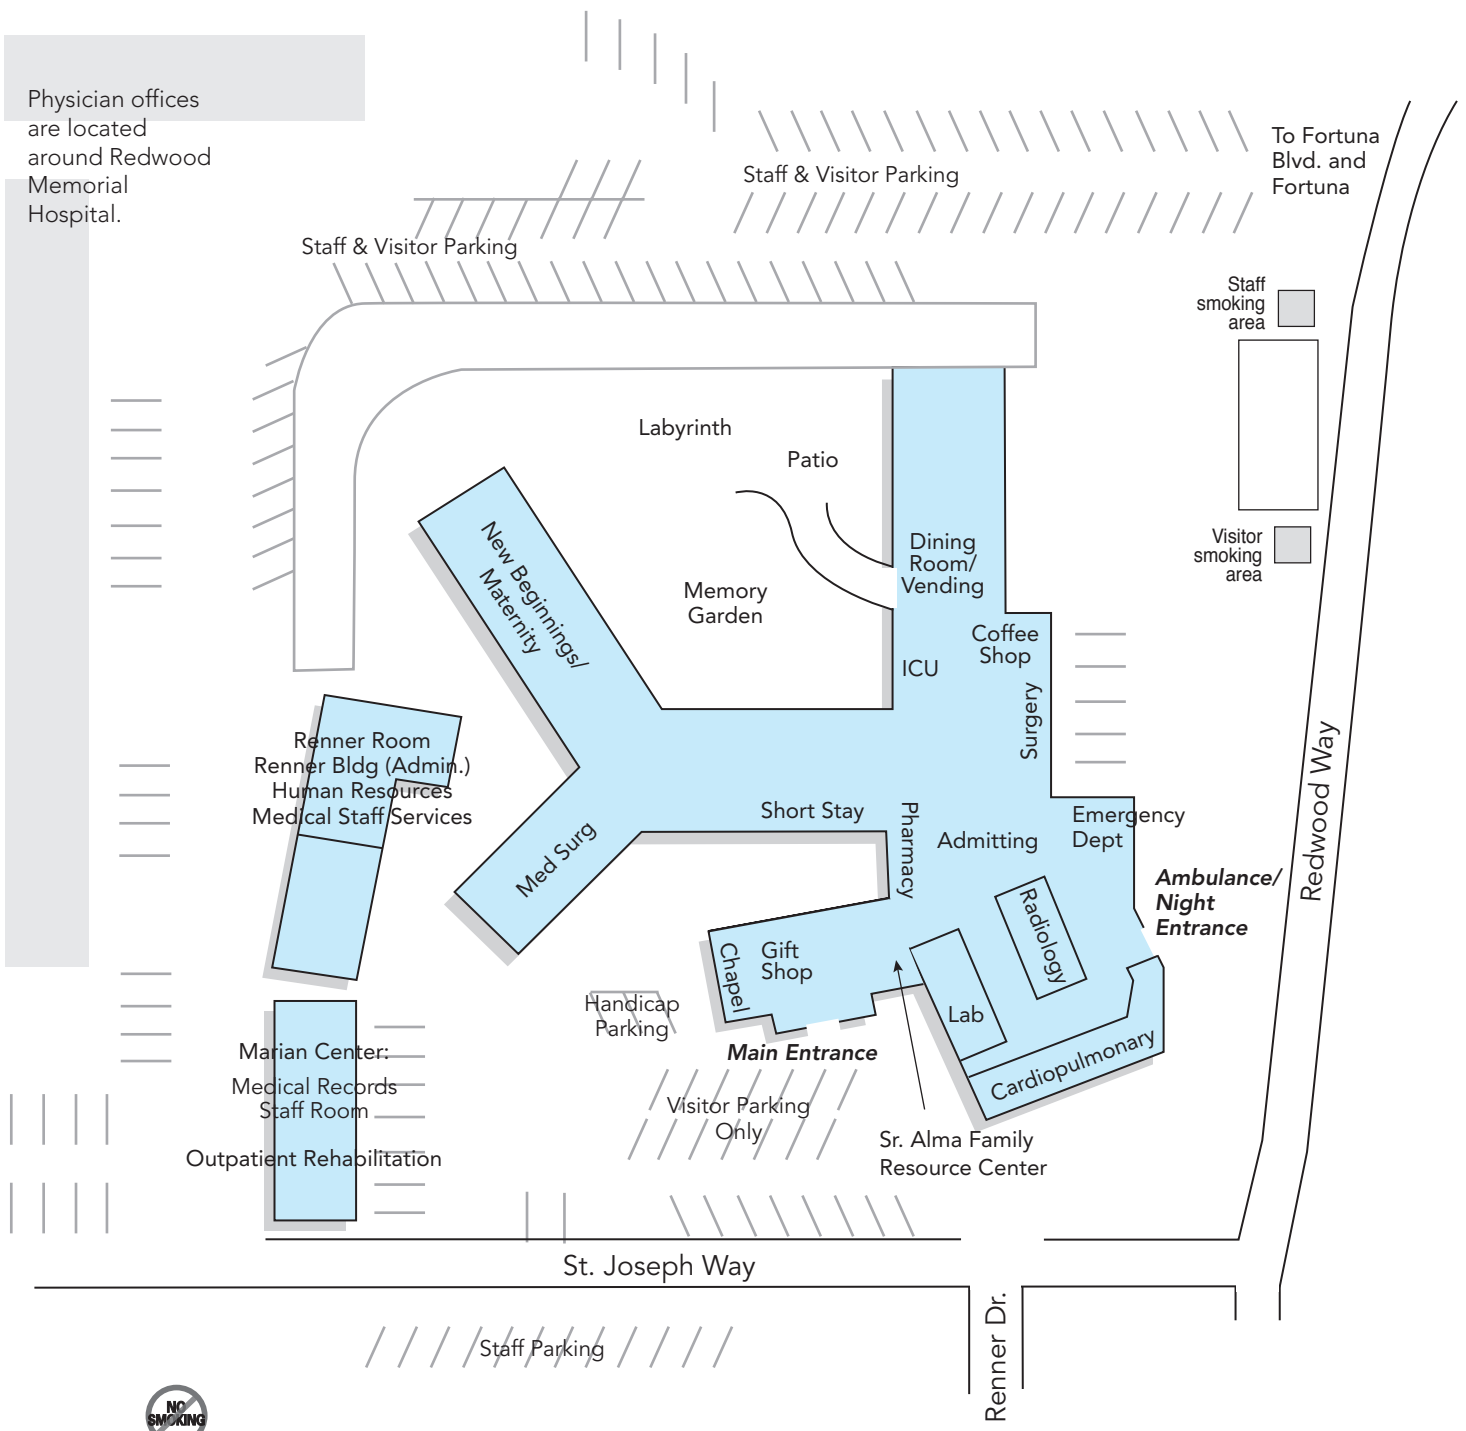 Physician offices
are located
around Redwood
Memorial
Hospital.
To Fortuna
Blvd. and
Fortuna
Staff & Visitor Parking
Staff & Visitor Parking
Staff
smoking
area
Labyrinth
Patio
Visitor
smoking
area
Dining
Room/
Vending
New Beginnings/
Maternity
Memory
Garden
Coffee
Shop
ICU
Surgery
Redwood Way
Renner Room
Renner Bldg (Admin.)
Human Resources
Medical Staff Services
Short Stay
Pharmacy
Admitting
Emergency
Dept
Med Surg
Ambulance/
Night
Entrance
Radiology
Chapel
Gift
Shop
Handicap
Parking
Lab
Main Entrance
Cardiopulmonary
Marian Center:
Medical Records
Staff Room
Outpatient Rehabilitation
Visitor Parking
Only
Sr. Alma Family
Resource Center
St. Joseph Way
Renner Dr.
Staff Parking
NO
SMOKING